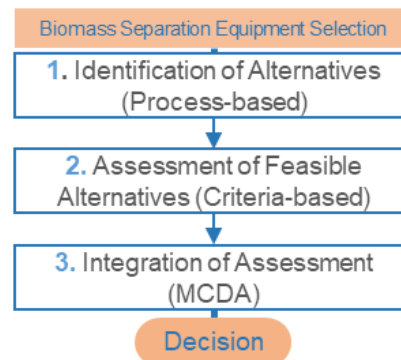 Biomass Separation Equipment Selection
1. Identification of Alternatives
(Process-based)
2. Assessment of Feasible
Alternatives (Criteria-based)
3. Integration of Assessment
(MCDA)
Decision